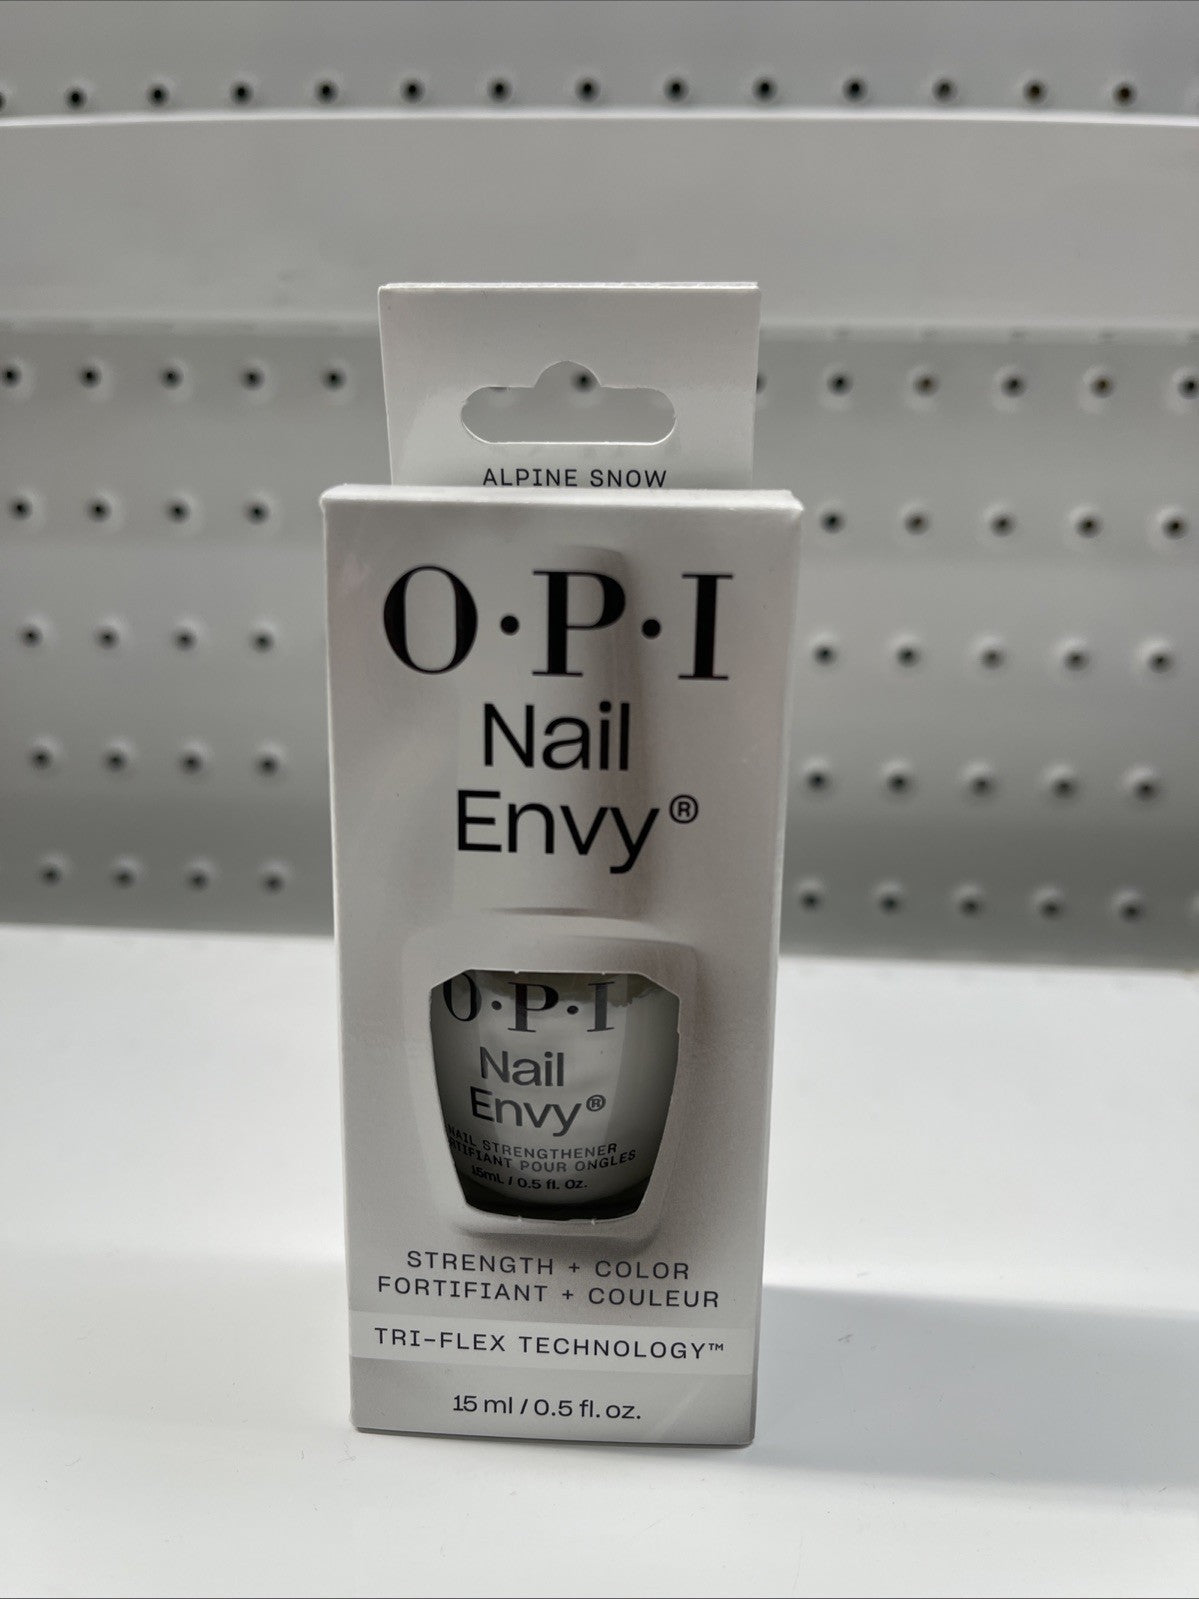 ALPINE SNOW
O·P·I
Nail
Envy®
O·P·I
Nail
Envy®
NAIL STRENGTHENER
POUR ONGLES
15mL / 0.5 fl. Oz.
STRENGTH + COLOR
FORTIFIANT + COULEUR
TRI-FLEX TECHNOLOGY™
15 ml / 0.5 fl. oz.